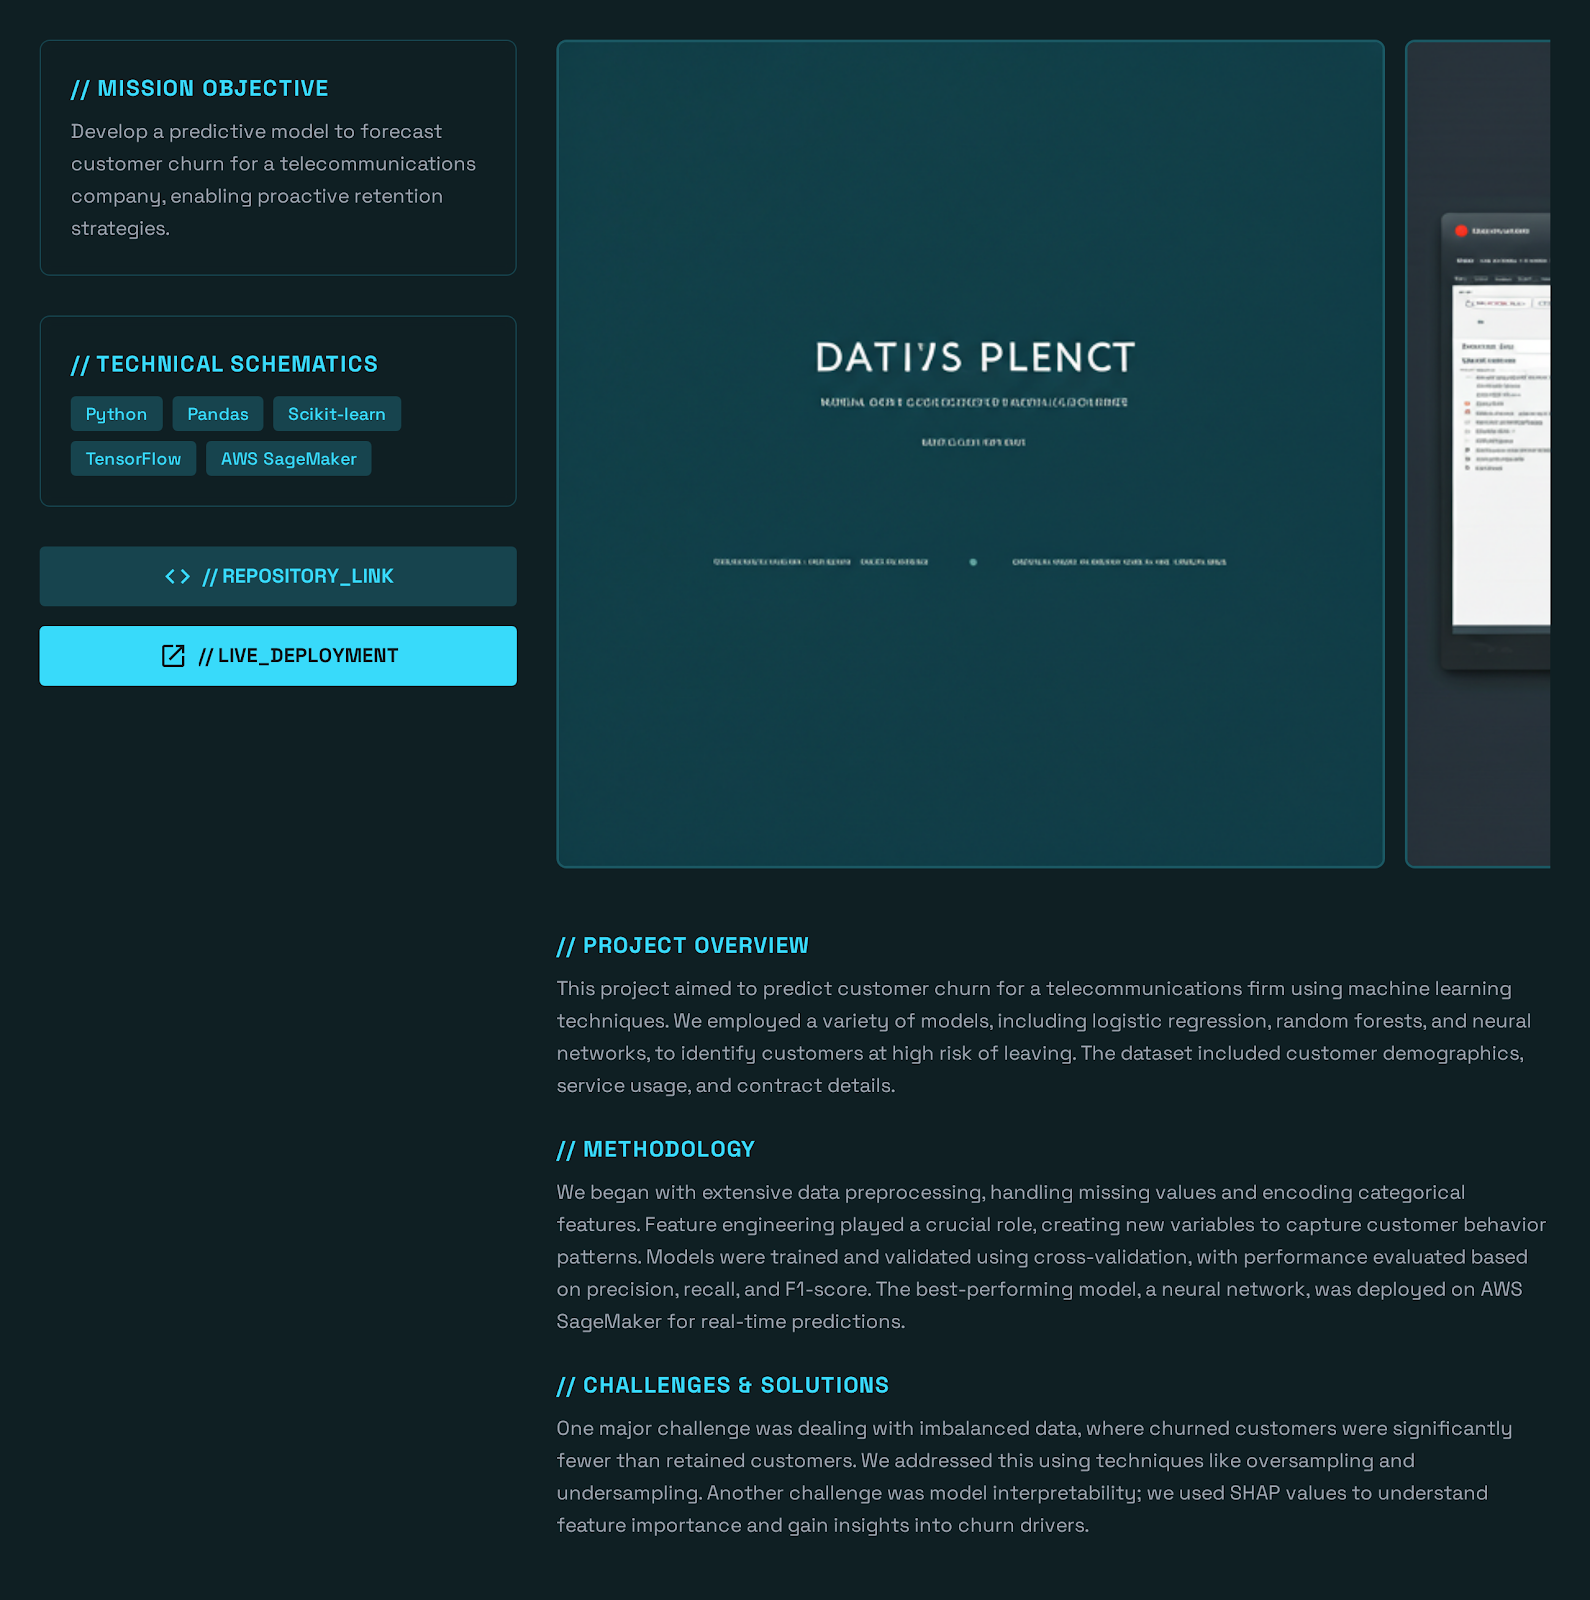 // MISSION OBJECTIVE
Develop a predictive model to forecast
customer churn for a telecommunications
company, enabling proactive retention
strategies.
// TECHNICAL SCHEMATICS
Python Pandas Scikit-learn
TensorFlow AWS SageMaker
// REPOSITORY_LINK
// LIVE_DEPLOYMENT
PLENCT
// PROJECT OVERVIEW
This project aimed to predict customer churn for a telecommunications firm using machine learning
techniques. We employed a variety of models, including logistic regression, random forests, and neural
networks, to identify customers at high risk of leaving. The dataset included customer demographics,
service usage, and contract details.
// METHODOLOGY
We began with extensive data preprocessing, handling missing values and encoding categorical
features. Feature engineering played a crucial role, creating new variables to capture customer behavior
patterns. Models were trained and validated using cross-validation, with performance evaluated based
on precision, recall, and F1-score. The best-performing model, a neural network, was deployed on AWS
SageMaker for real-time predictions.
// CHALLENGES & SOLUTIONS
One major challenge was dealing with imbalanced data, where churned customers were significantly
fewer than retained customers. We addressed this using techniques like oversampling and
undersampling. Another challenge was model interpretability; we used SHAP values to understand
feature importance and gain insights into churn drivers.